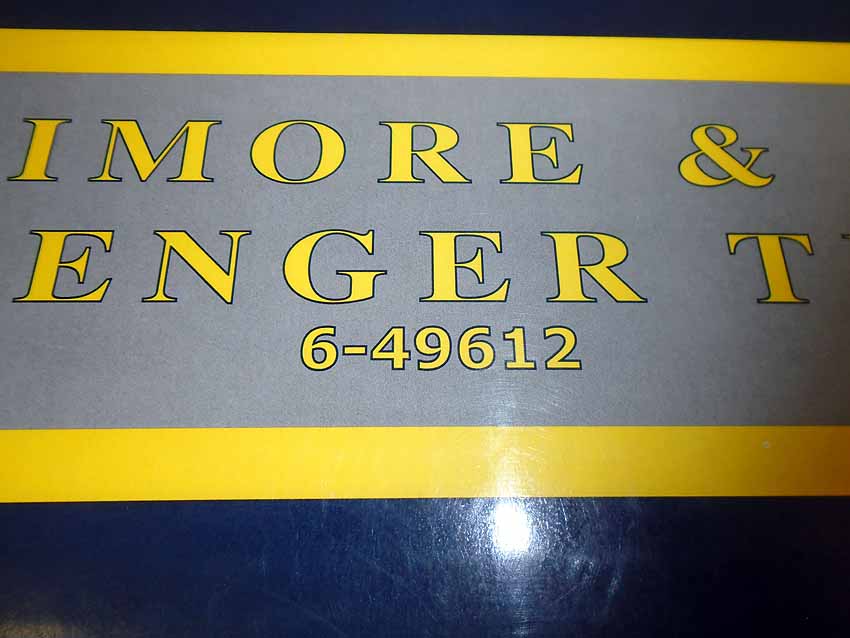 IMORE &
ENGER T
6-49612